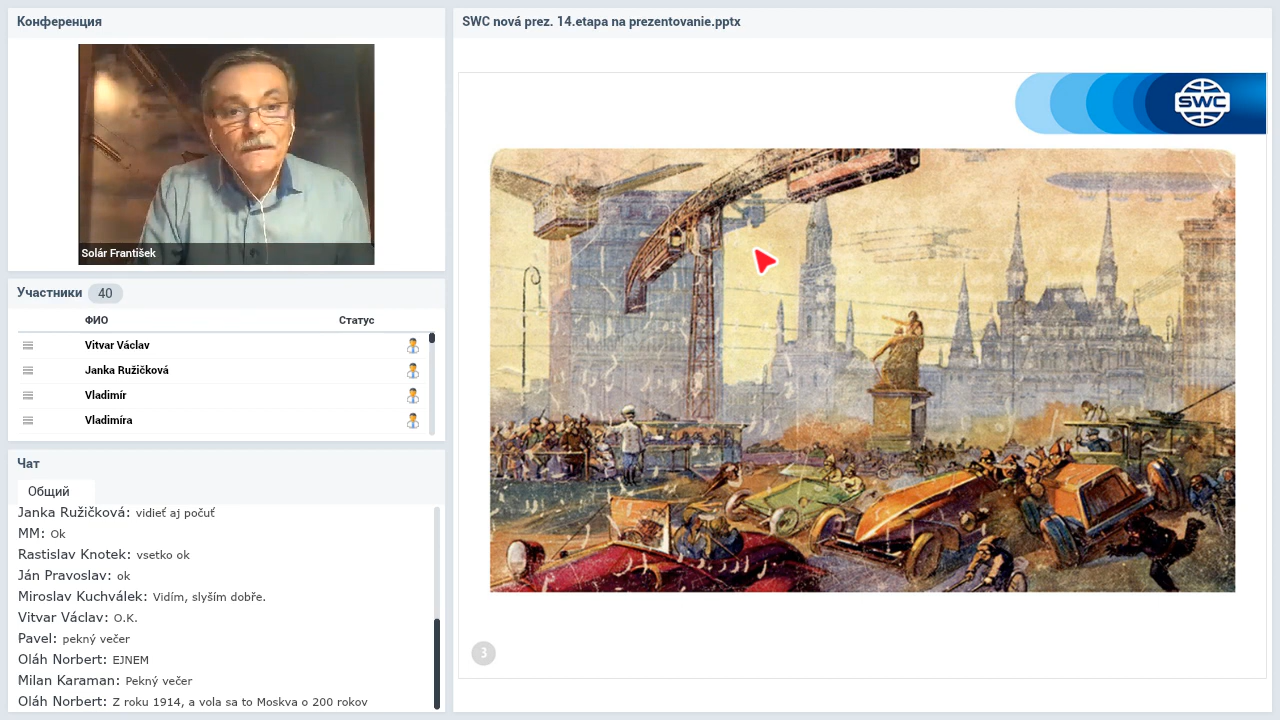 Конференция
Solár František
Участники 40
ФИО Статус
Vitvar Václav
Janka Ružičková
Vladimír
Vladimíra
Чат
Общий
Janka Ružičková: vidieť aj počuť
MM: Ok
Rastislav Knotek: vsetko ok
Ján Pravoslav: ok
Miroslav Kuchválek: Vidím, slyším dobře.
Vitvar Václav: O.K.
Pavel: pekný večer
Oláh Norbert: EJNEM
Milan Karaman: Pekný večer
Oláh Norbert: Z roku 1914, a vola sa to Moskva o 200 rokov
SWC nová prez. 14.etapa na prezentovanie.pptx
SWC
3